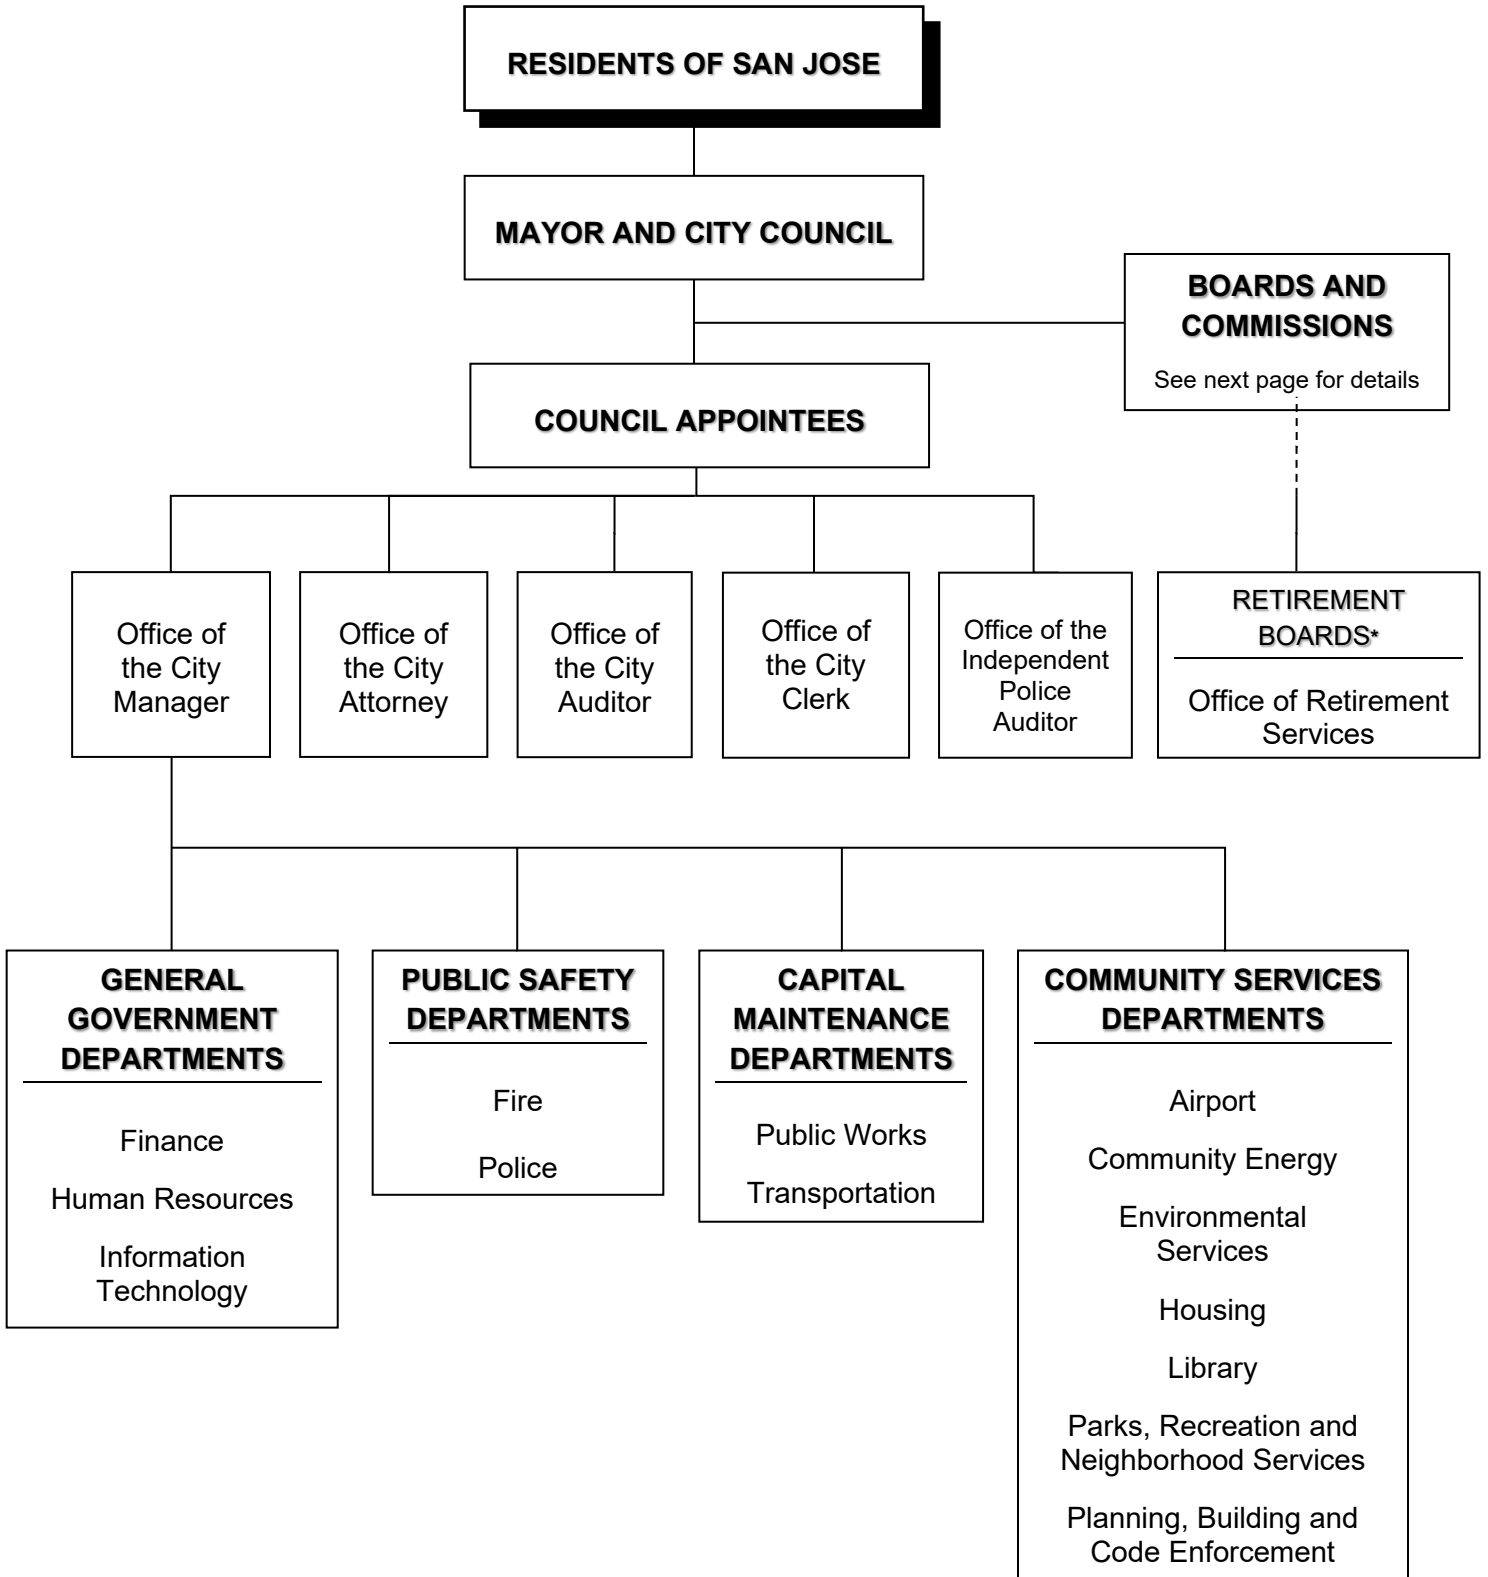 RESIDENTS OF SAN JOSE
MAYOR AND CITY COUNCIL
BOARDS AND
COMMISSIONS
See next page for details
COUNCIL APPOINTEES
Office of
the City
Manager
Office of
the City
Attorney
Office of
the City
Auditor
Office of
the City
Clerk
Office of the
Independent
Police
Auditor
RETIREMENT
BOARDS*
Office of Retirement
Services
GENERAL
GOVERNMENT
DEPARTMENTS
Finance
Human Resources
Information
Technology
PUBLIC SAFETY
DEPARTMENTS
Fire
Police
CAPITAL
MAINTENANCE
DEPARTMENTS
Public Works
Transportation
COMMUNITY SERVICES
DEPARTMENTS
Airport
Community Energy
Environmental
Services
Housing
Library
Parks, Recreation and
Neighborhood Services
Planning, Building and
Code Enforcement